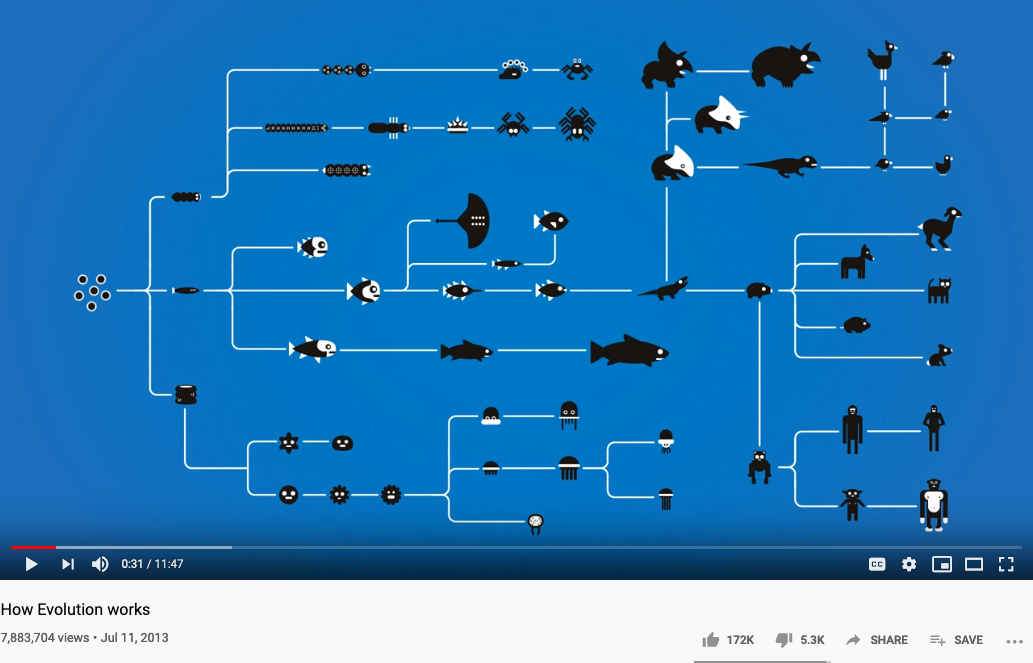 0:31 / 11:47
CC
How Evolution works
7,883,704 views • Jul 11, 2013
172K
5.3K
SHARE
SAVE